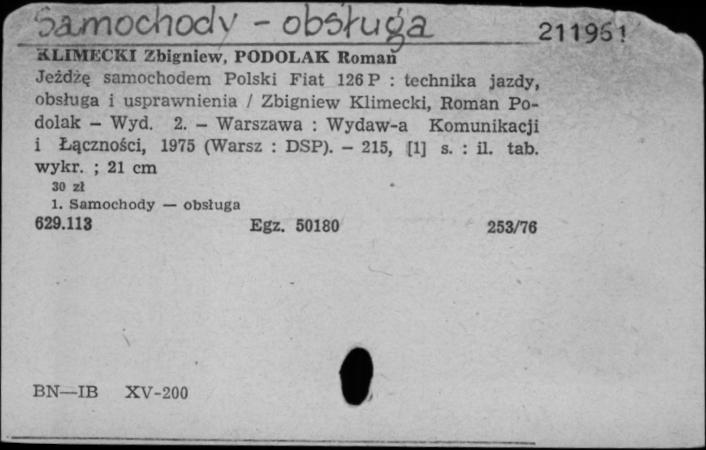 Samochody - obsługa 211951
KLIMECKI Zbigniew, PODOLAK Roman
Jeżdżę samochodem Polski Fiat 126 P : technika jazdy,
obsługa i usprawnienia / Zbigniew Klimecki, Roman Po-
dolak — Wyd. 2. — Warszawa : Wydaw-a Komunikacji
i Łączności, 1975 (Warsz : DSP). — 215, [1] s. : il. tab.
wykr. ; 21 cm
30 zł
1. Samochody — obsługa
629.113 Egz. 50180 253/76
BN—IB XV-200